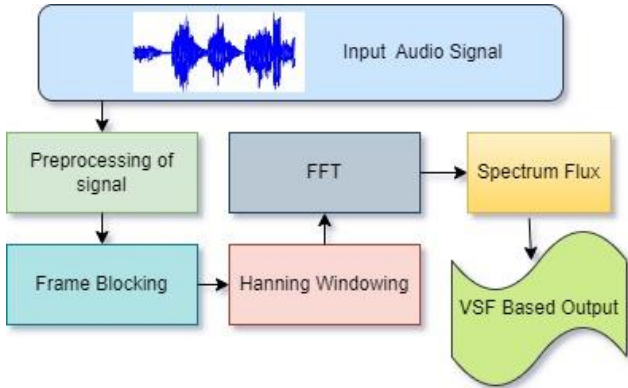 Input Audio Signal
Preprocessing of
signal
Frame Blocking
Hanning Windowing
FFT
Spectrum Flux
VSF Based Output